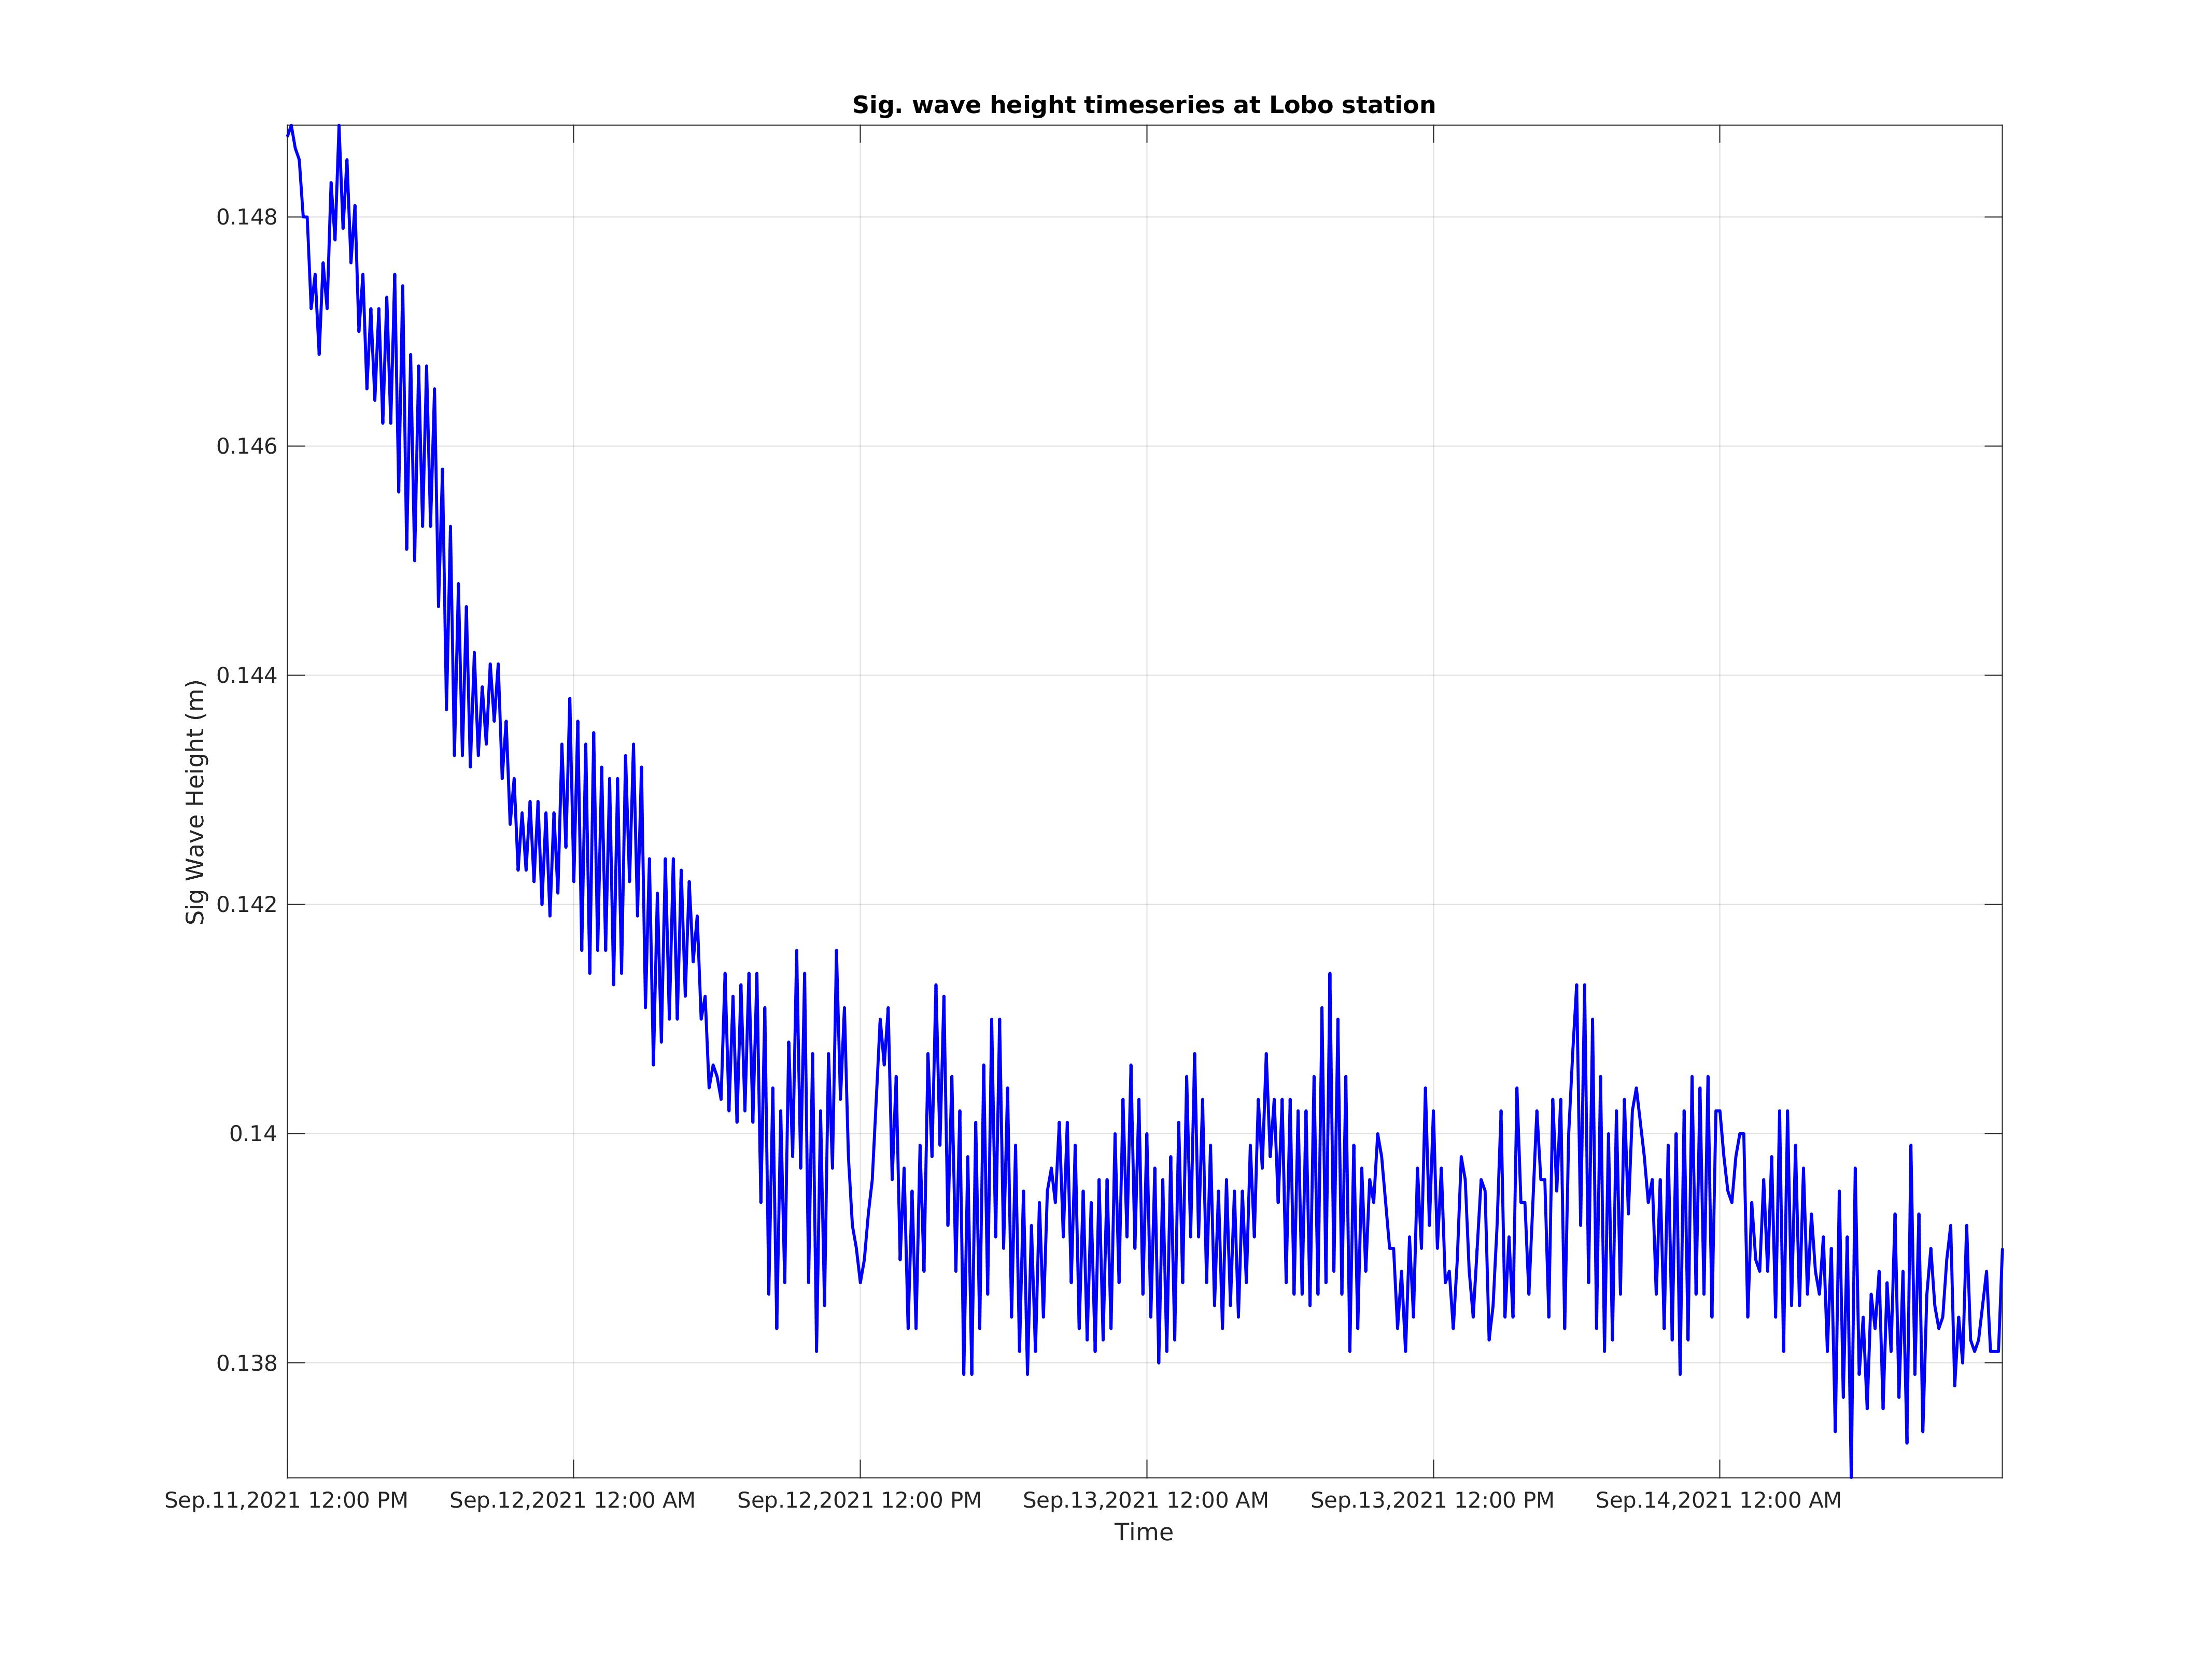 Sig. wave height timeseries at Lobo station
0.148
0.146
0.144
0.142
0.14
0.138
Sig Wave Height (m)
Sep.11,2021 12:00 PM
Sep.12,2021 12:00 AM
Sep.12,2021 12:00 PM
Sep.13,2021 12:00 AM
Sep.13,2021 12:00 PM
Sep.14,2021 12:00 AM
Time